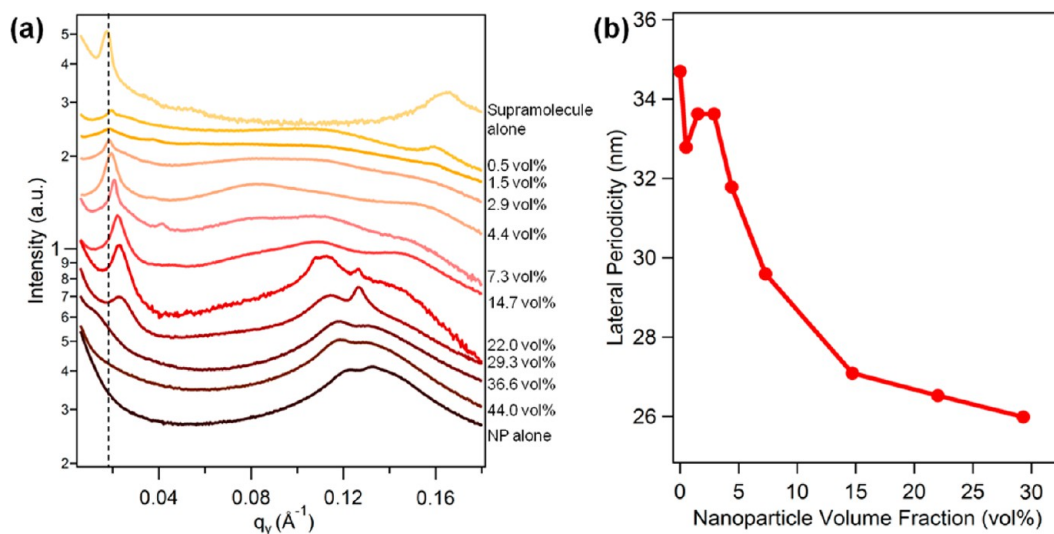 (a)
Intensity (a.u.)
5
4
3
2
1
9
8
7
6
5
4
3
2
0.04 0.08 0.12 0.16
qy (Å-1)
Supramolecule
alone
0.5 vol%
1.5 vol%
2.9 vol%
4.4 vol%
7.3 vol%
14.7 vol%
22.0 vol%
29.3 vol%
36.6 vol%
44.0 vol%
NP alone
(b)
Lateral Periodicity (nm)
36
34
32
30
28
26
0 5 10 15 20 25 30
Nanoparticle Volume Fraction (vol%)